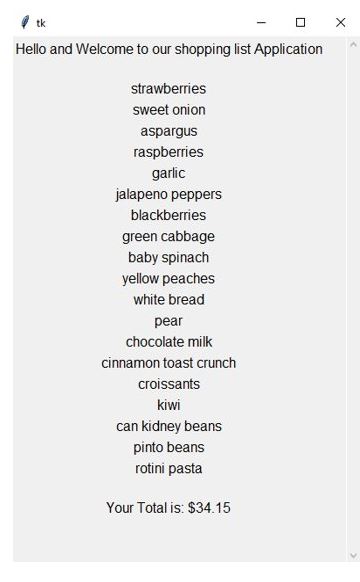 tk
Hello and Welcome to our shopping list Application
strawberries
sweet onion
aspargus
raspberries
garlic
jalapeno peppers
blackberries
green cabbage
baby spinach
yellow peaches
white bread
pear
chocolate milk
cinnamon toast crunch
croissants
kiwi
can kidney beans
pinto beans
rotini pasta
Your Total is: $34.15